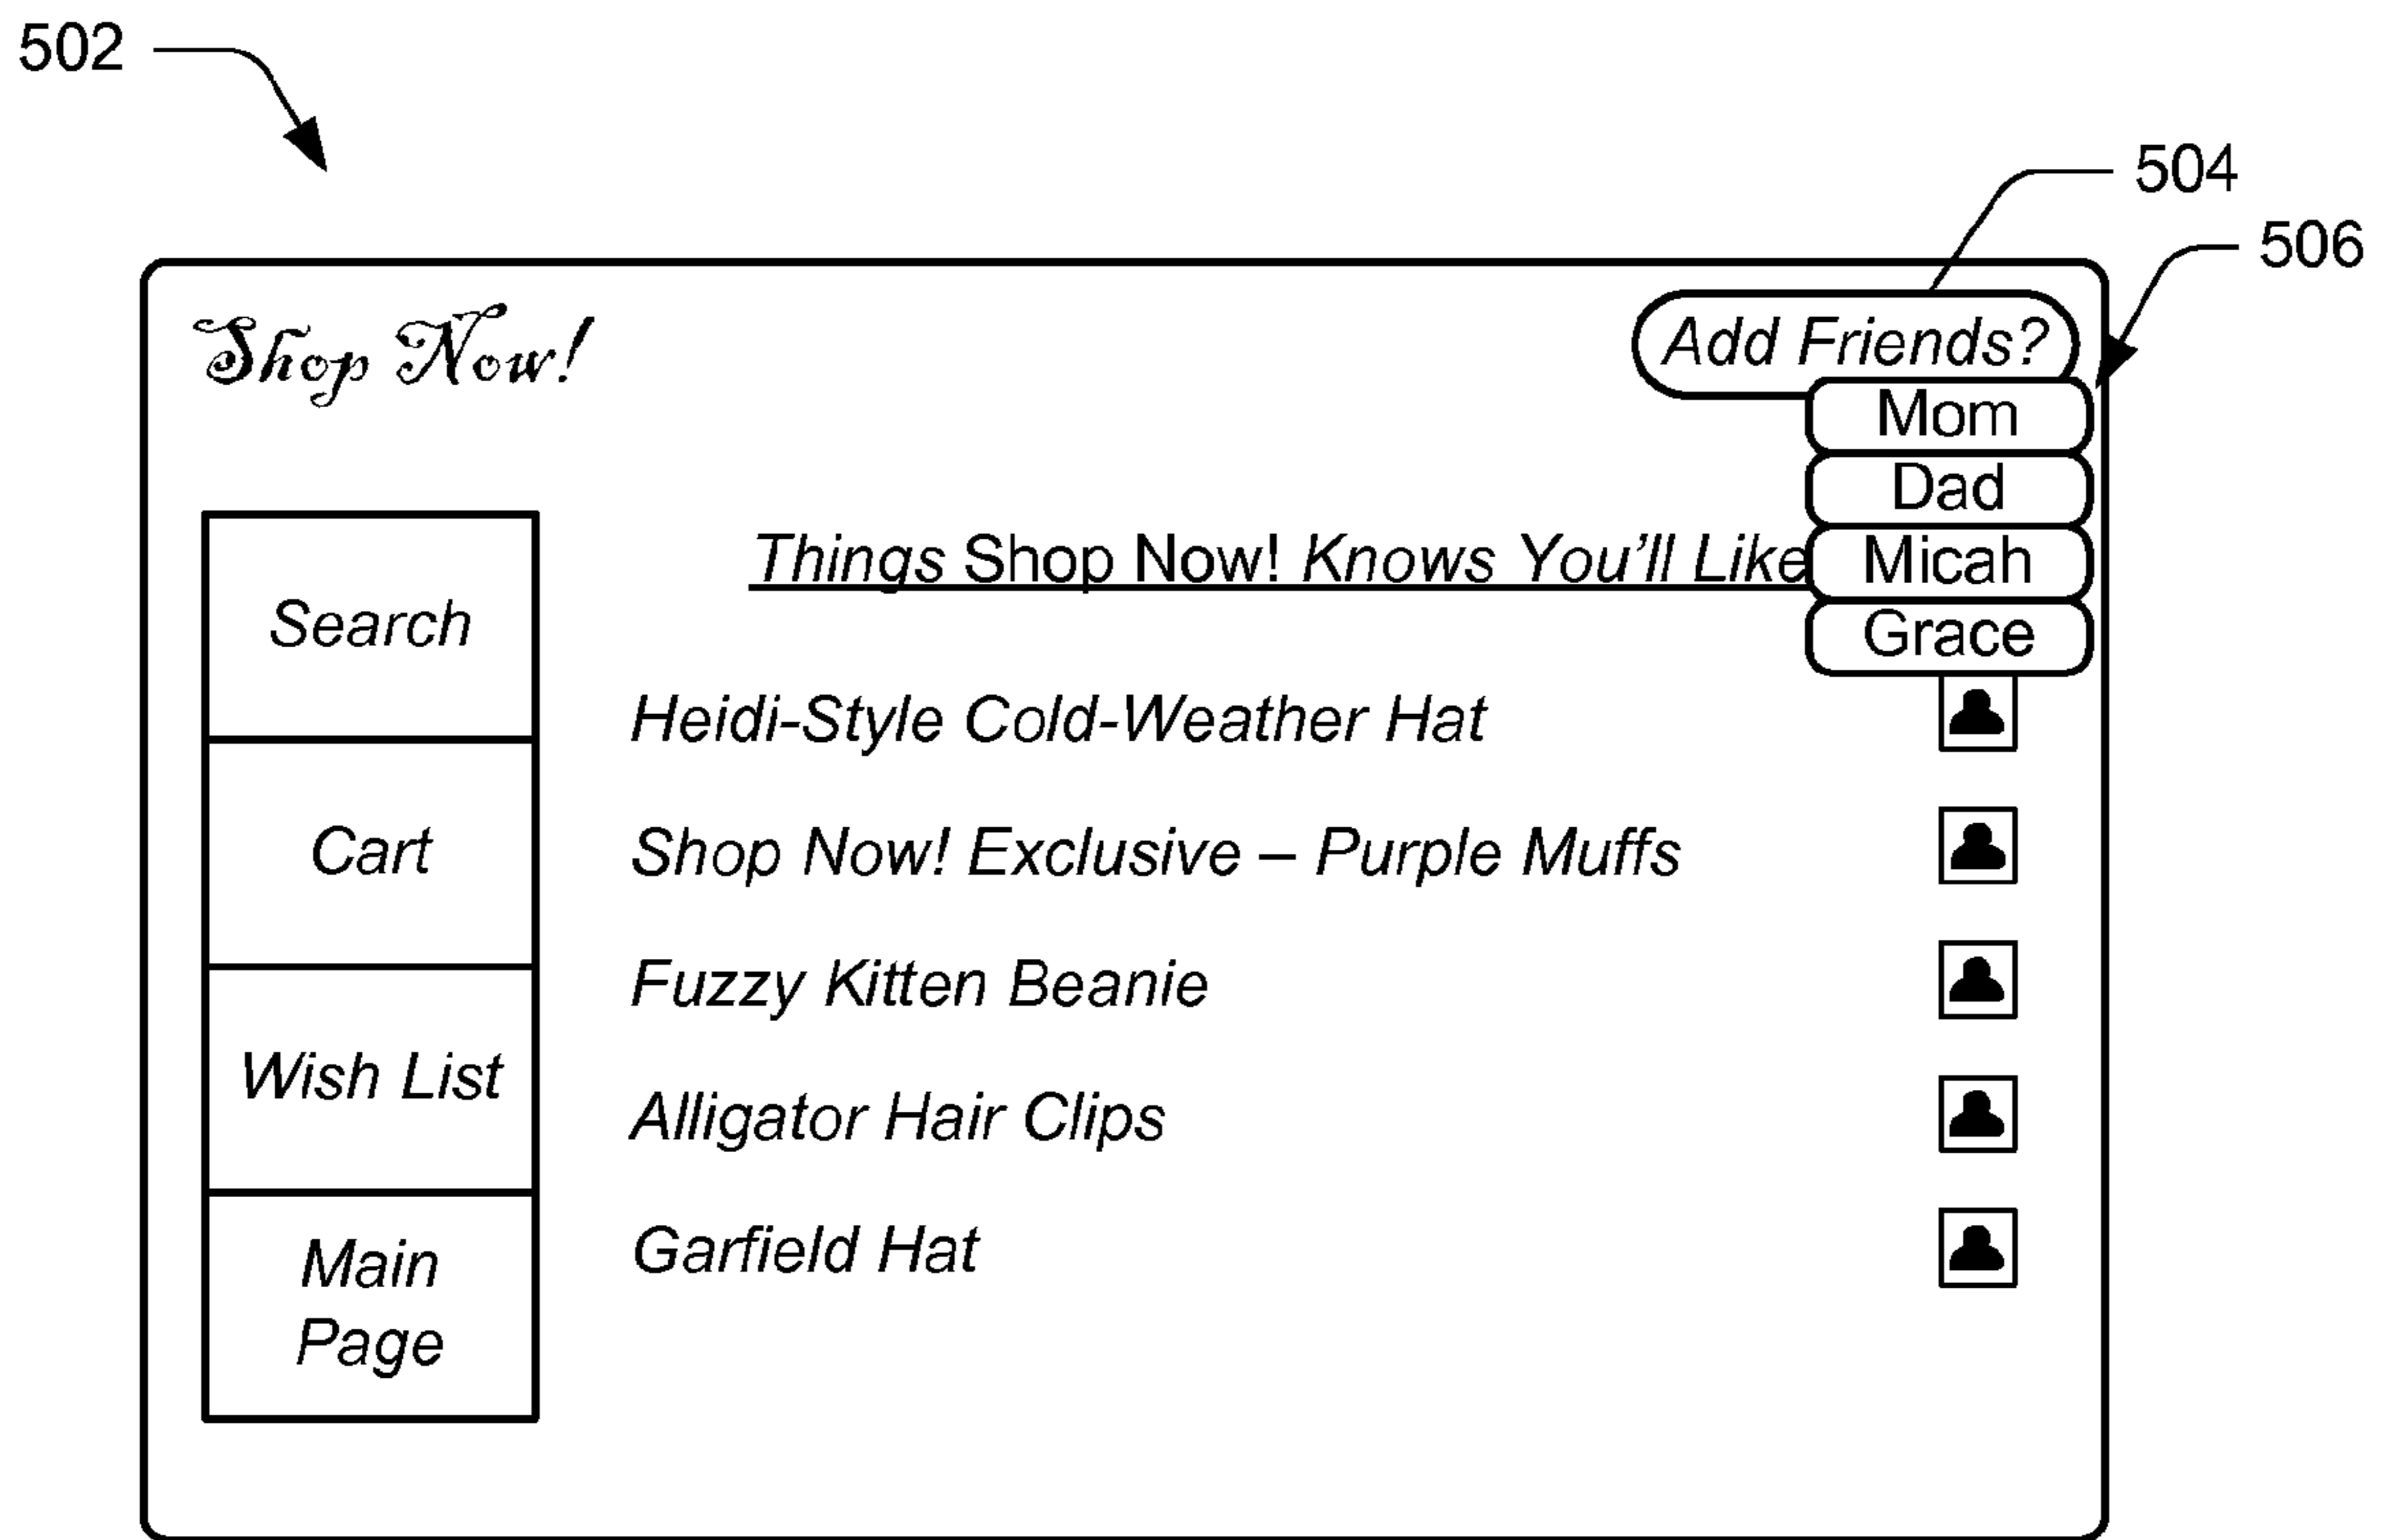 502
504
506
Shop Now!
Add Friends?
Mom
Dad
Micah
Grace
Things Shop Now! Knows You'll Like
Search
Cart
Wish List
Main
Page
Heidi-Style Cold-Weather Hat
Shop Now! Exclusive – Purple Muffs
Fuzzy Kitten Beanie
Alligator Hair Clips
Garfield Hat